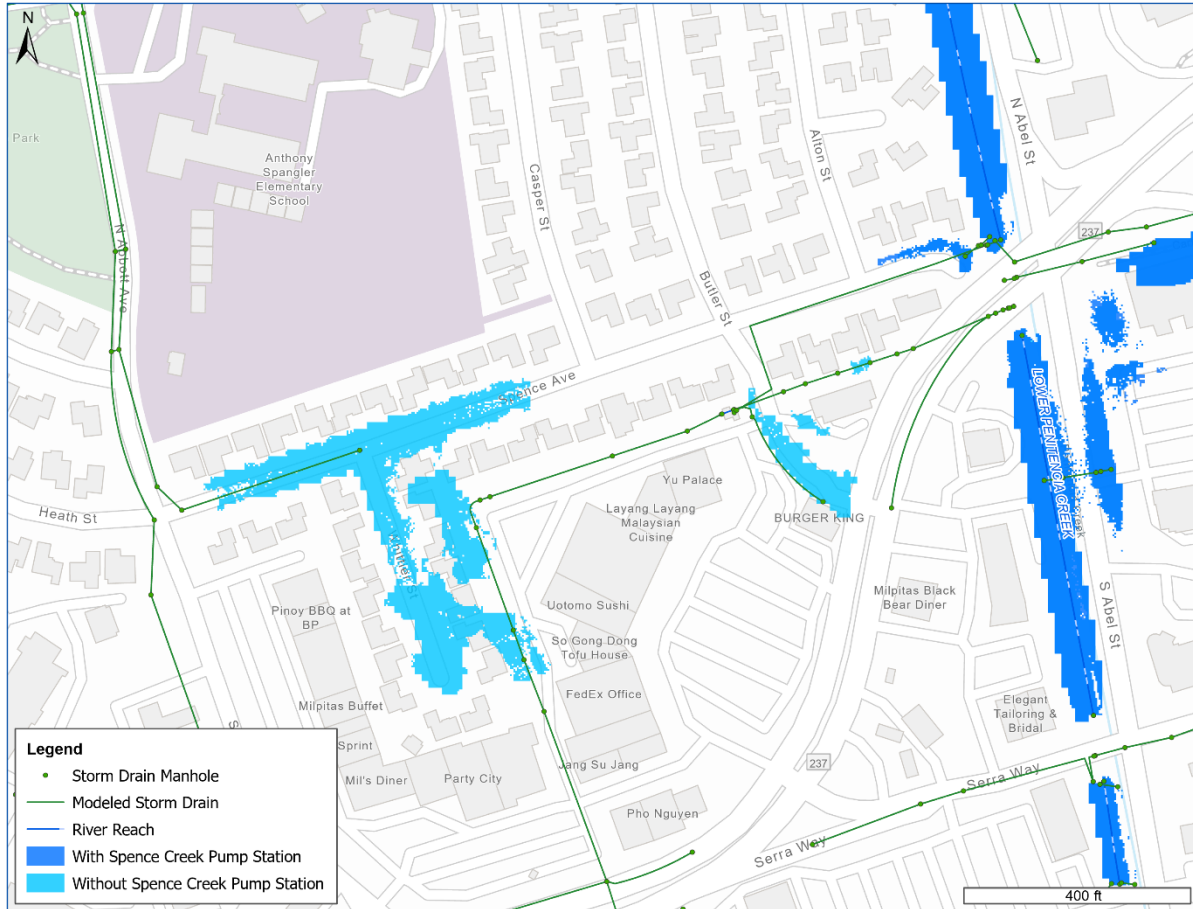 N
Park
Anthony
Spangler
Elementary
School
N Abbott Ave
Casper St
Alton St
N Abel St
237
Butler St
Spence Ave
Heath St
Yu Palace
Layang Layang
Malaysian
Cuisine
BURGER KING
LOWER PENITENCIA CREEK
Creek
Milpitas Black
Bear Diner
S Abel St
Pinoy BBQ at
BP
Uotomo Sushi
So Gong Dong
Tofu House
FedEx Office
Milpitas Buffet
Elegant
Tailoring &
Bridal
S
Sprint
Mil's Diner
Party City
Jang Su Jang
237
Serra Way
Pho Nguyen
Serra Way
Legend
Storm Drain Manhole
Modeled Storm Drain
River Reach
With Spence Creek Pump Station
Without Spence Creek Pump Station
400 ft